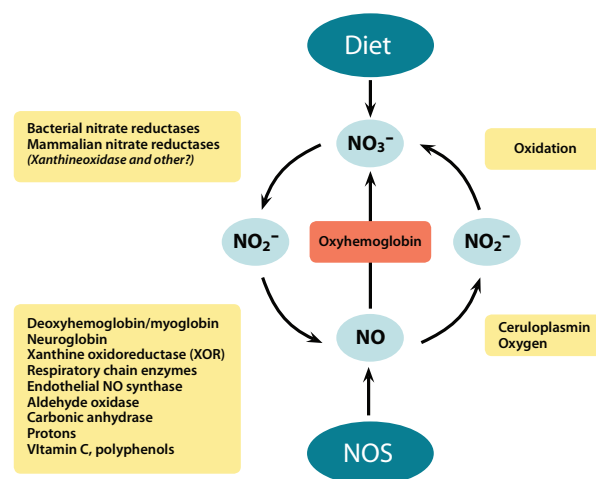 Diet
Bacterial nitrate reductases
Mammalian nitrate reductases
(Xanthineoxidase and other?)
NO₃⁻
Oxidation
NO₂⁻
Oxyhemoglobin
NO₂⁻
Deoxyhemoglobin/myoglobin
Neuroglobin
Xanthine oxidoreductase (XOR)
Respiratory chain enzymes
Endothelial NO synthase
Aldehyde oxidase
Carbonic anhydrase
Protons
VItamin C, polyphenols
NO
Ceruloplasmin
Oxygen
NOS